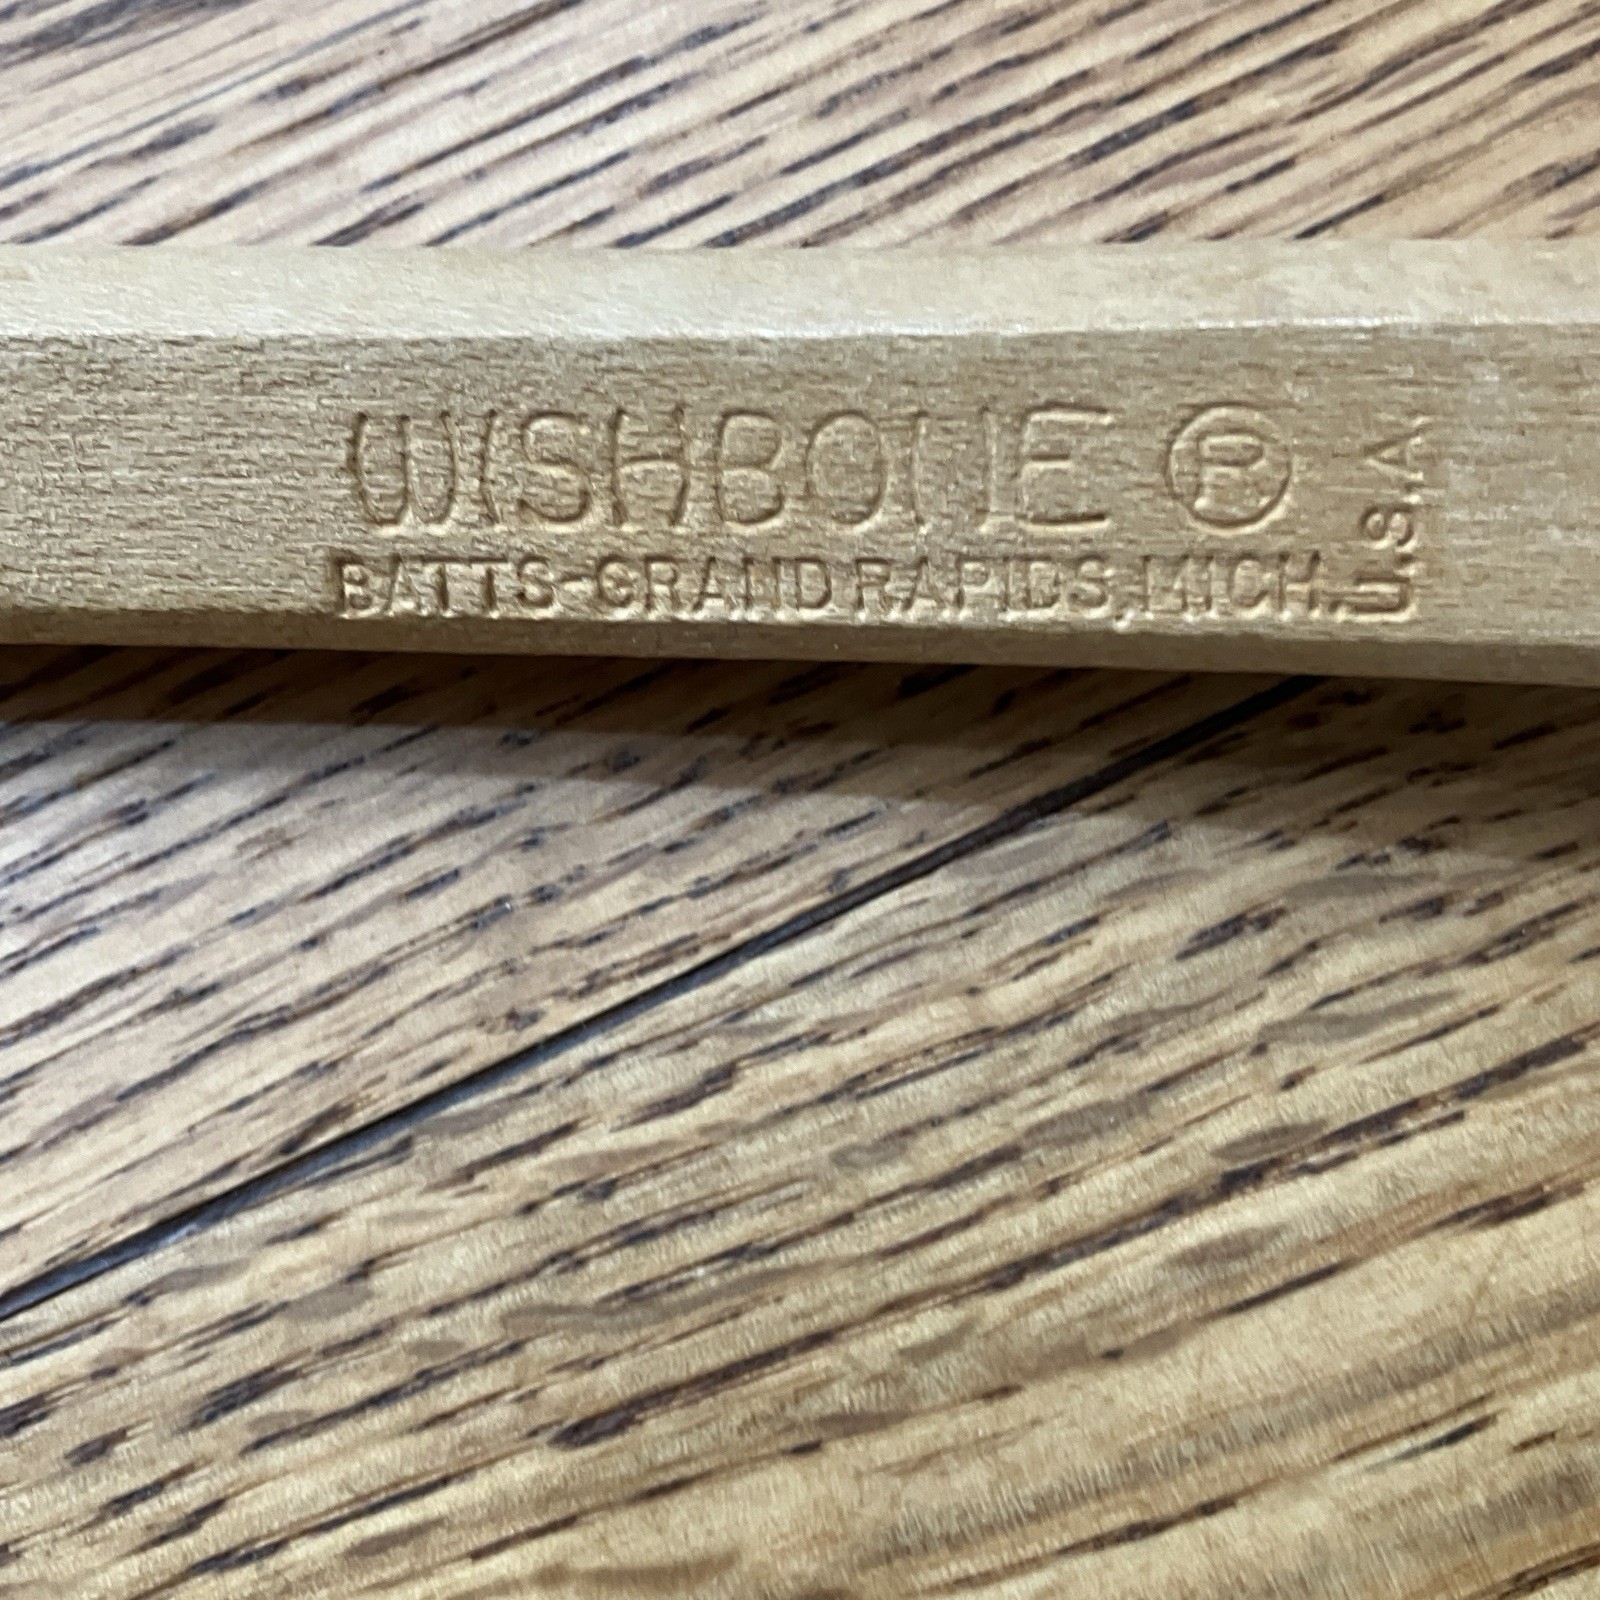 WISHBONE ®
BATTS-GRAND RAPIDS, MICH.
U.S.A.